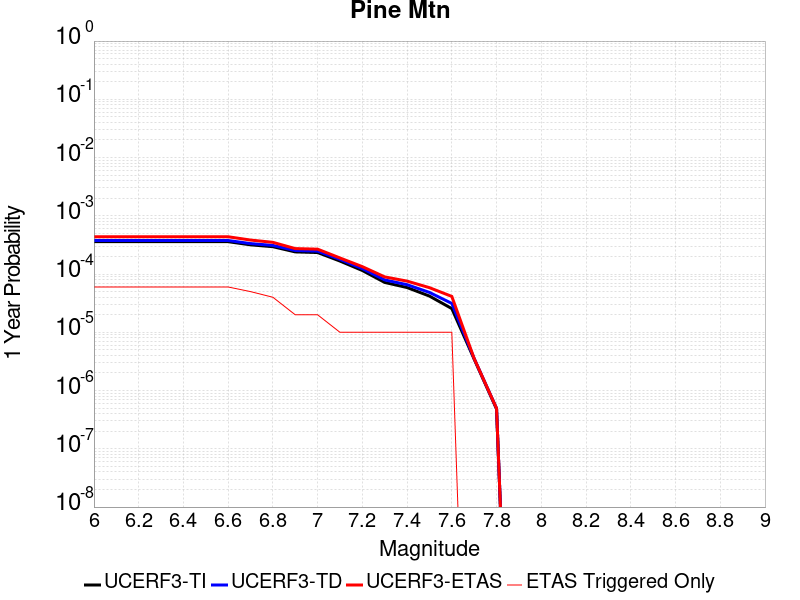 Pine Mtn
10^0
10^-1
10^-2
10^-3
10^-4
10^-5
10^-6
10^-7
10^-8
1 Year Probability
6 6.2 6.4 6.6 6.8 7 7.2 7.4 7.6 7.8 8 8.2 8.4 8.6 8.8 9
Magnitude
UCERF3-TI UCERF3-TD UCERF3-ETAS ETAS Triggered Only